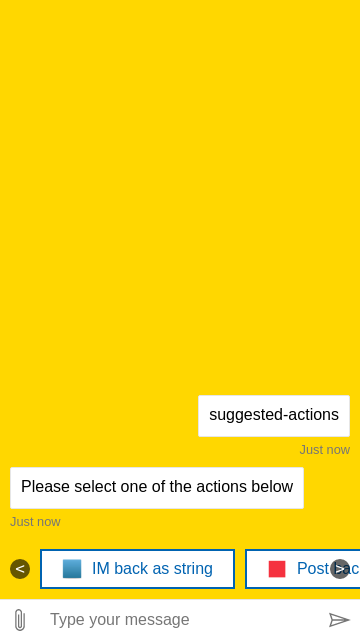 suggested-actions
Just now
Please select one of the actions below
Just now
< IM back as string Post ac >
Type your message